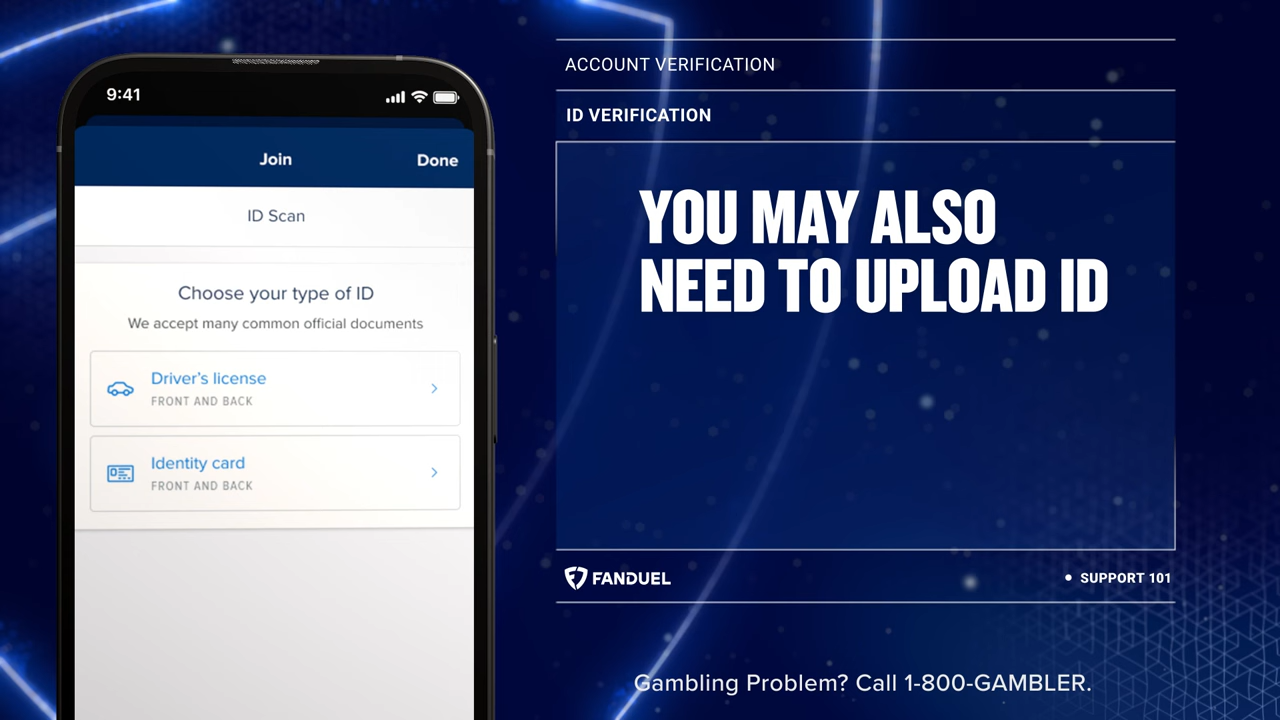 9:41
Join
Done
ID Scan
Choose your type of ID
We accept many common official documents
Driver's license
FRONT AND BACK
Identity card
FRONT AND BACK
ACCOUNT VERIFICATION
ID VERIFICATION
YOU MAY ALSO
NEED TO UPLOAD ID
FANDUEL
• SUPPORT 101
Gambling Problem? Call 1-800-GAMBLER.